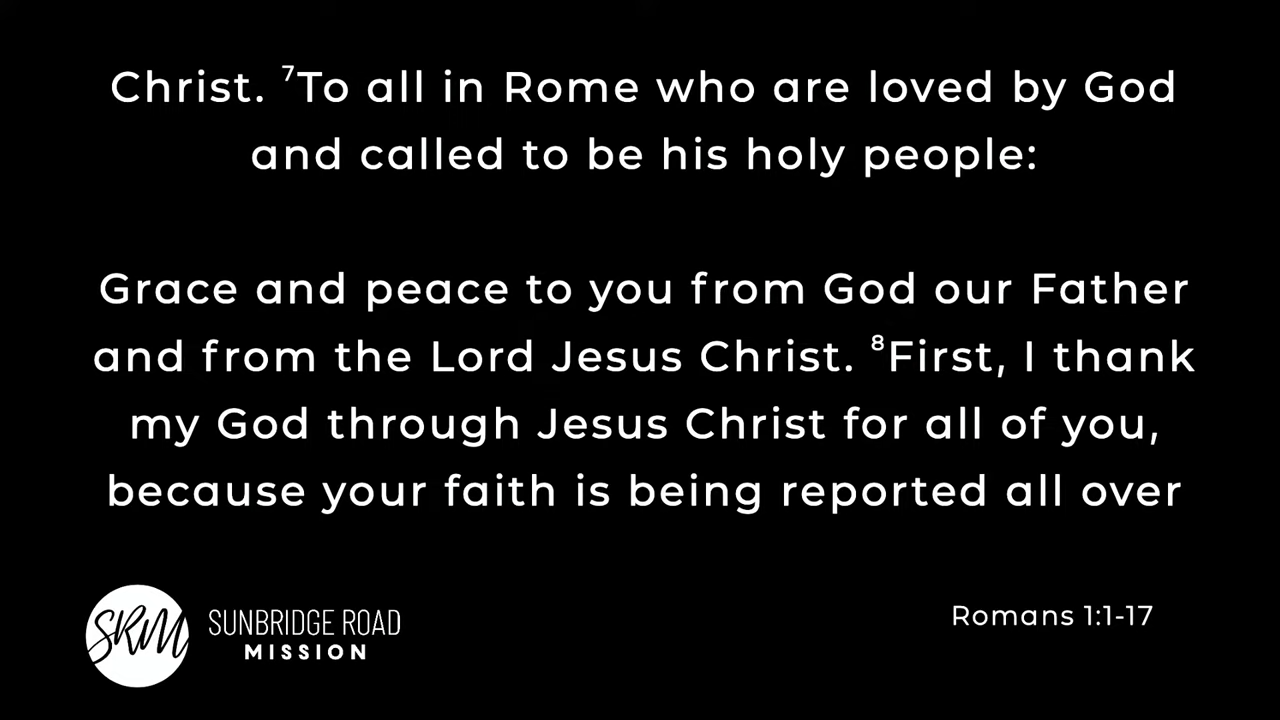 Christ. ⁷To all in Rome who are loved by God
and called to be his holy people:
Grace and peace to you from God our Father
and from the Lord Jesus Christ. ⁸First, I thank
my God through Jesus Christ for all of you,
because your faith is being reported all over
SRM
SUNBRIDGE ROAD
MISSION
Romans 1:1-17